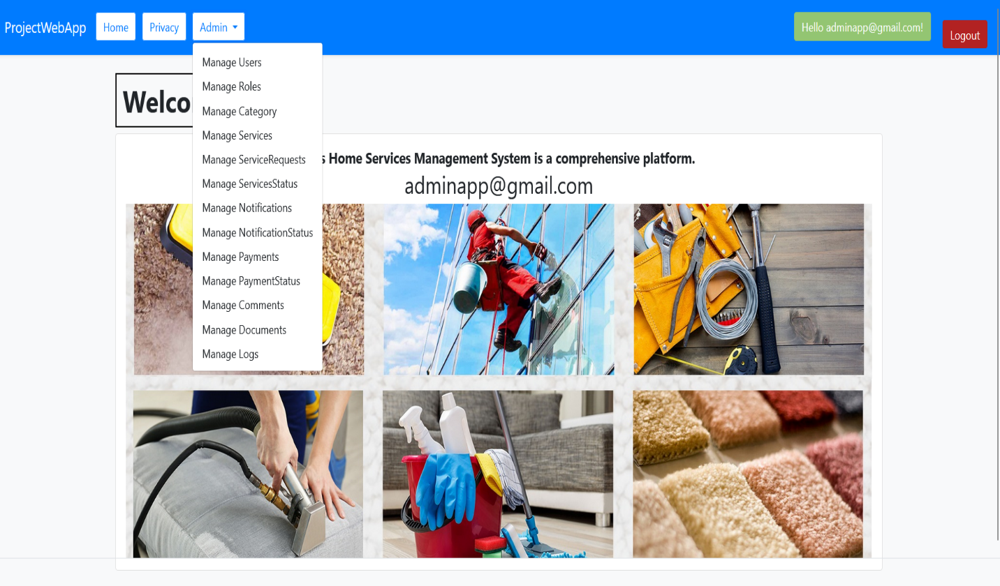 ProjectWebApp Home Privacy Admin Hello adminapp@gmail.com! Logout
Manage Users
Manage Roles
Manage Category
Manage Services
Manage ServiceRequests
Manage ServicesStatus
Manage Notifications
Manage NotificationStatus
Manage Payments
Manage PaymentStatus
Manage Comments
Manage Documents
Manage Logs
Welco
s Home Services Management System is a comprehensive platform.
adminapp@gmail.com